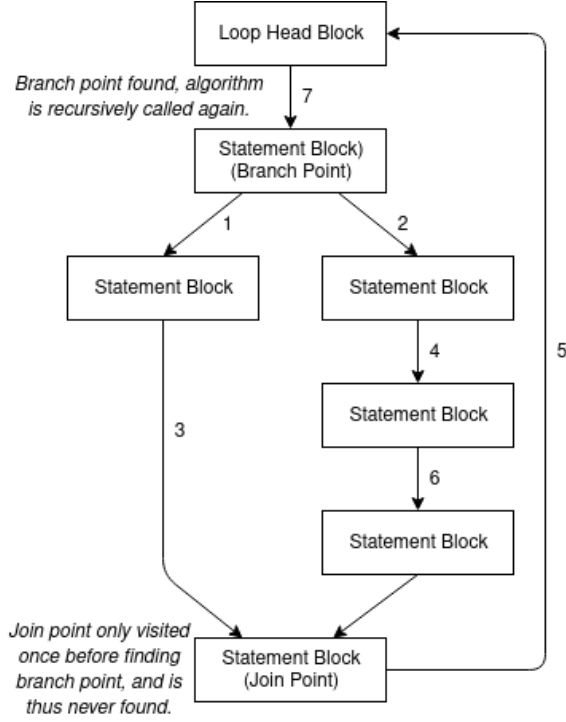 Loop Head Block
Branch point found, algorithm
is recursively called again.
7
Statement Block)
(Branch Point)
1
2
Statement Block
Statement Block
4
5
Statement Block
3
6
Statement Block
Join point only visited
once before finding
branch point, and is
thus never found.
Statement Block
(Join Point)